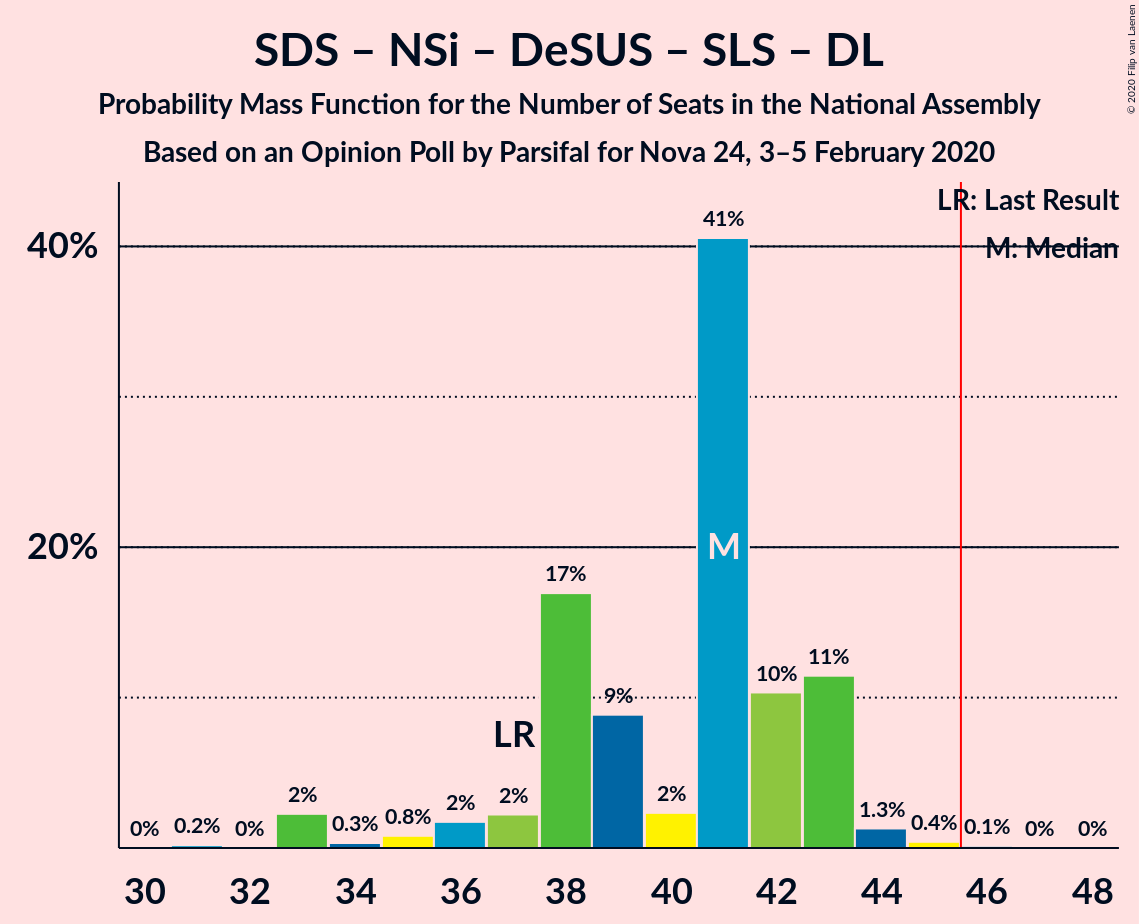 SDS – NSi – DeSUS – SLS – DL
Probability Mass Function for the Number of Seats in the National Assembly
Based on an Opinion Poll by Parsifal for Nova 24, 3–5 February 2020
© 2020 Filip van Laenen
LR: Last Result
M: Median
40%
20%
0%
0.2%
0%
2%
0.3%
0.8%
2%
2%
17%
9%
2%
41%
10%
11%
1.3%
0.4%
0.1%
0%
0%
LR
M
30 32 34 36 38 40 42 44 46 48